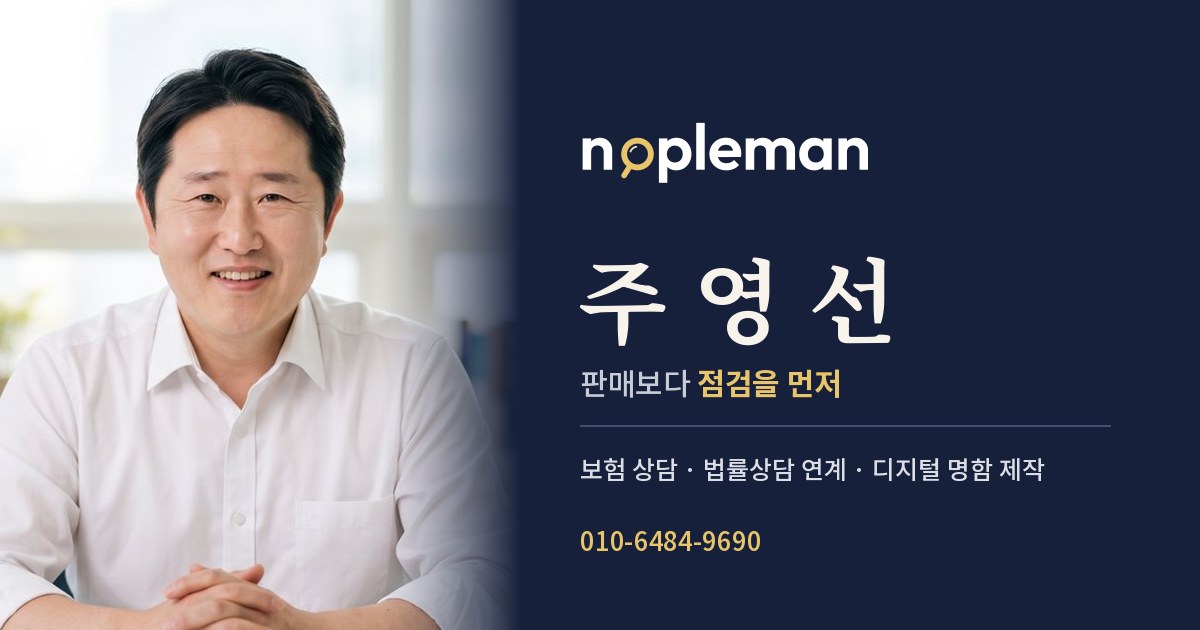 nopleman
주영선
판매보다 점검을 먼저
보험 상담 · 법률상담 연계 · 디지털 명함 제작
010-6484-9690